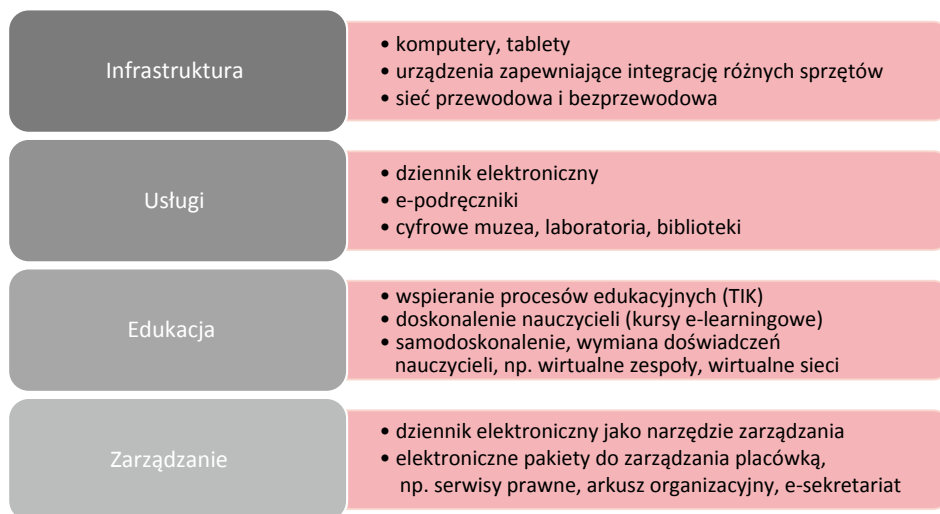 Infrastruktura
• komputery, tablety
• urządzenia zapewniające integrację różnych sprzętów
• sieć przewodowa i bezprzewodowa
Usługi
• dziennik elektroniczny
• e-podręczniki
• cyfrowe muzea, laboratoria, biblioteki
Edukacja
• wspieranie procesów edukacyjnych (TIK)
• doskonalenie nauczycieli (kursy e-learningowe)
• samodoskonalenie, wymiana doświadczeń
nauczycieli, np. wirtualne zespoły, wirtualne sieci
Zarządzanie
• dziennik elektroniczny jako narzędzie zarządzania
• elektroniczne pakiety do zarządzania placówką,
np. serwisy prawne, arkusz organizacyjny, e-sekretariat